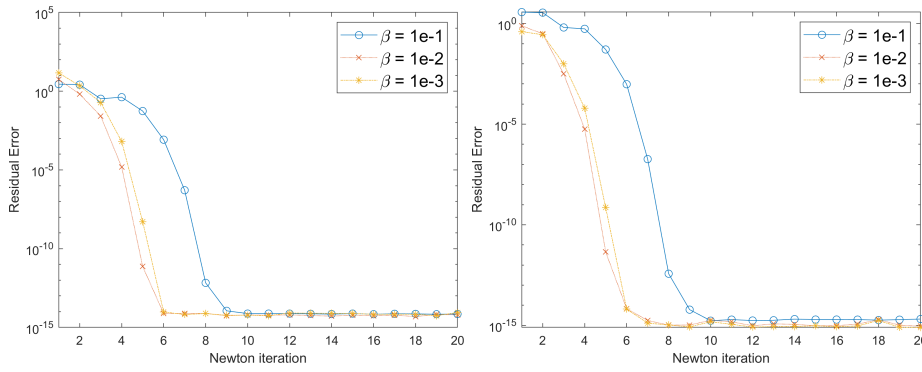 10^5
10^0
10^-5
10^-10
10^-15
Residual Error
2 4 6 8 10 12 14 16 18 20
Newton iteration
β = 1e-1
β = 1e-2
β = 1e-3
10^0
10^-5
10^-10
10^-15
Residual Error
2 4 6 8 10 12 14 16 18 20
Newton iteration
β = 1e-1
β = 1e-2
β = 1e-3